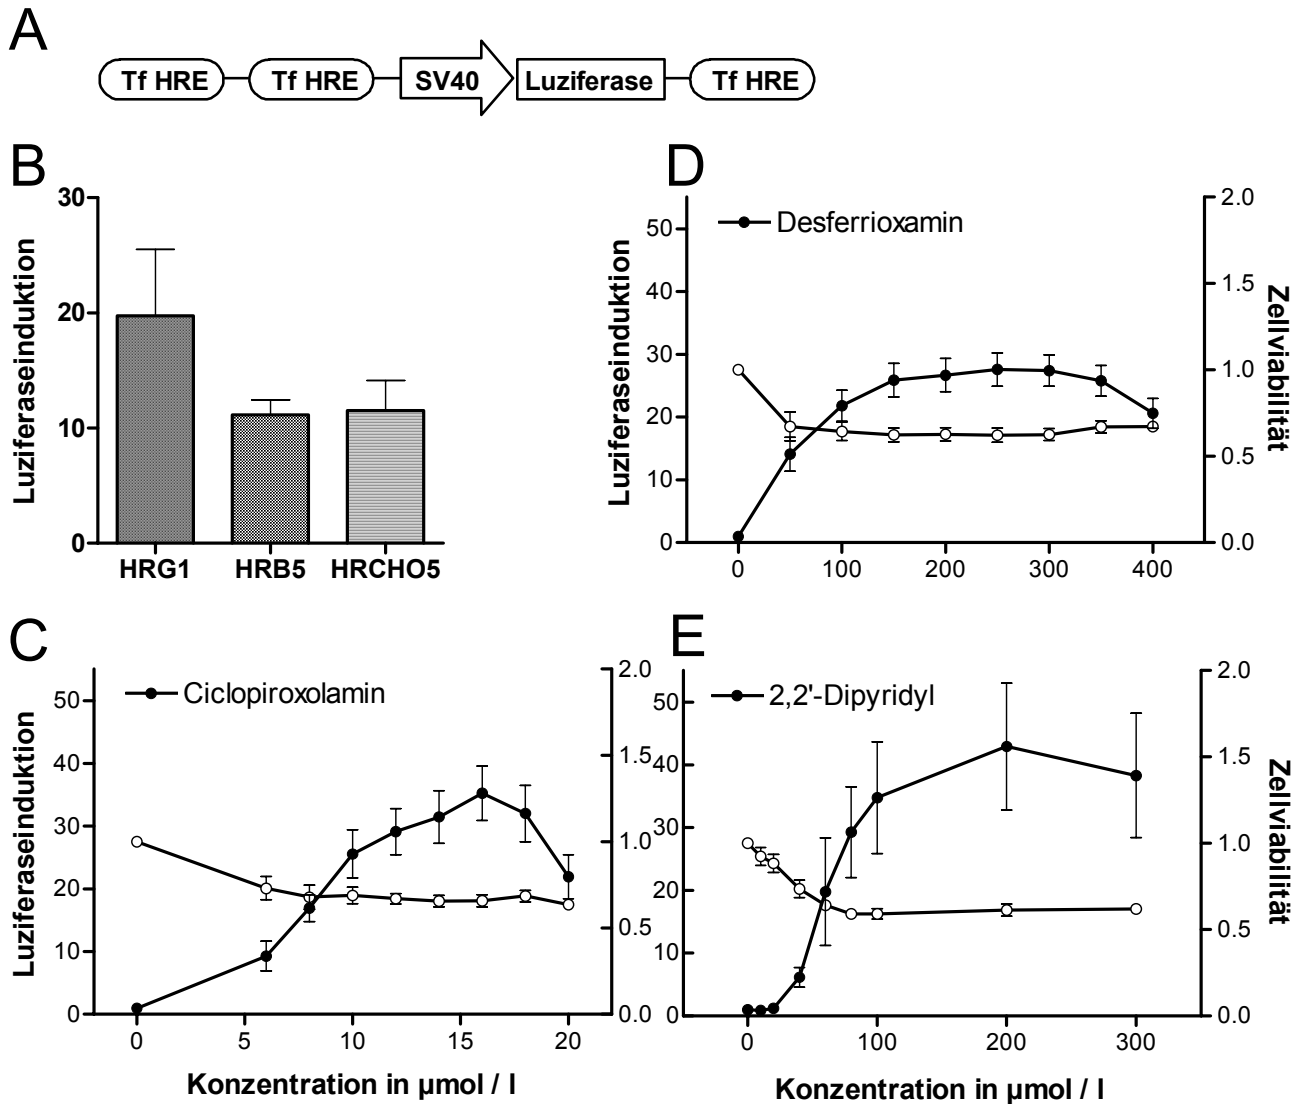 A
Tf HRE Tf HRE SV40 Luziferase Tf HRE
B
30
20
10
0
Luziferaseinduktion
HRG1 HRB5 HRCHO5
D
Desferrioxamin
50
40
30
20
10
0
Luziferaseinduktion
2.0
1.5
1.0
0.5
0.0
Zellviabilität
0 100 200 300 400
C
Ciclopiroxolamin
50
40
30
20
10
0
Luziferaseinduktion
2.0
1.5
1.0
0.5
0.0
0 5 10 15 20
Konzentration in µmol / l
E
2,2'-Dipyridyl
50
40
30
20
10
0
2.0
1.5
1.0
0.5
0.0
Zellviabilität
0 100 200 300
Konzentration in µmol / l